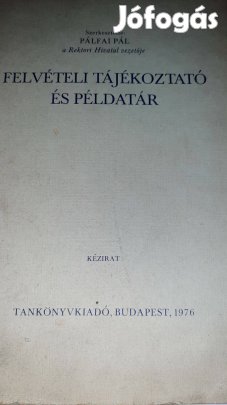 Jófogás
Szerkesztette:
PÁLFAI PÁL
a Rektori Hivatal vezetője
FELVÉTELI TÁJÉKOZTATÓ
ÉS PÉLDATÁR
KÉZIRAT
TANKÖNYVKIADÓ, BUDAPEST, 1976